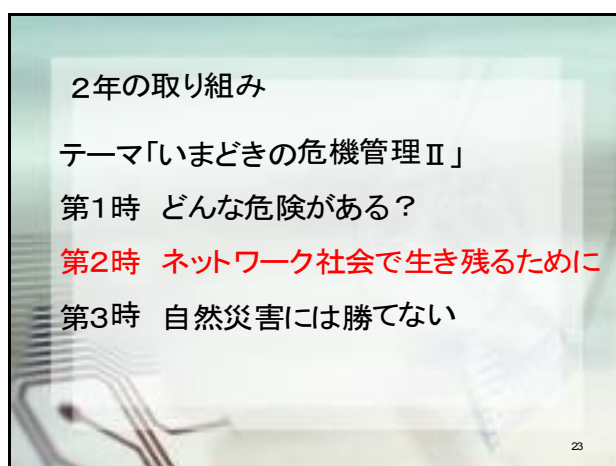 ２年の取り組み
テーマ「いまどきの危機管理Ⅱ」
第１時　どんな危険がある？
第２時　ネットワーク社会で生き残るために
第３時　自然災害には勝てない
23